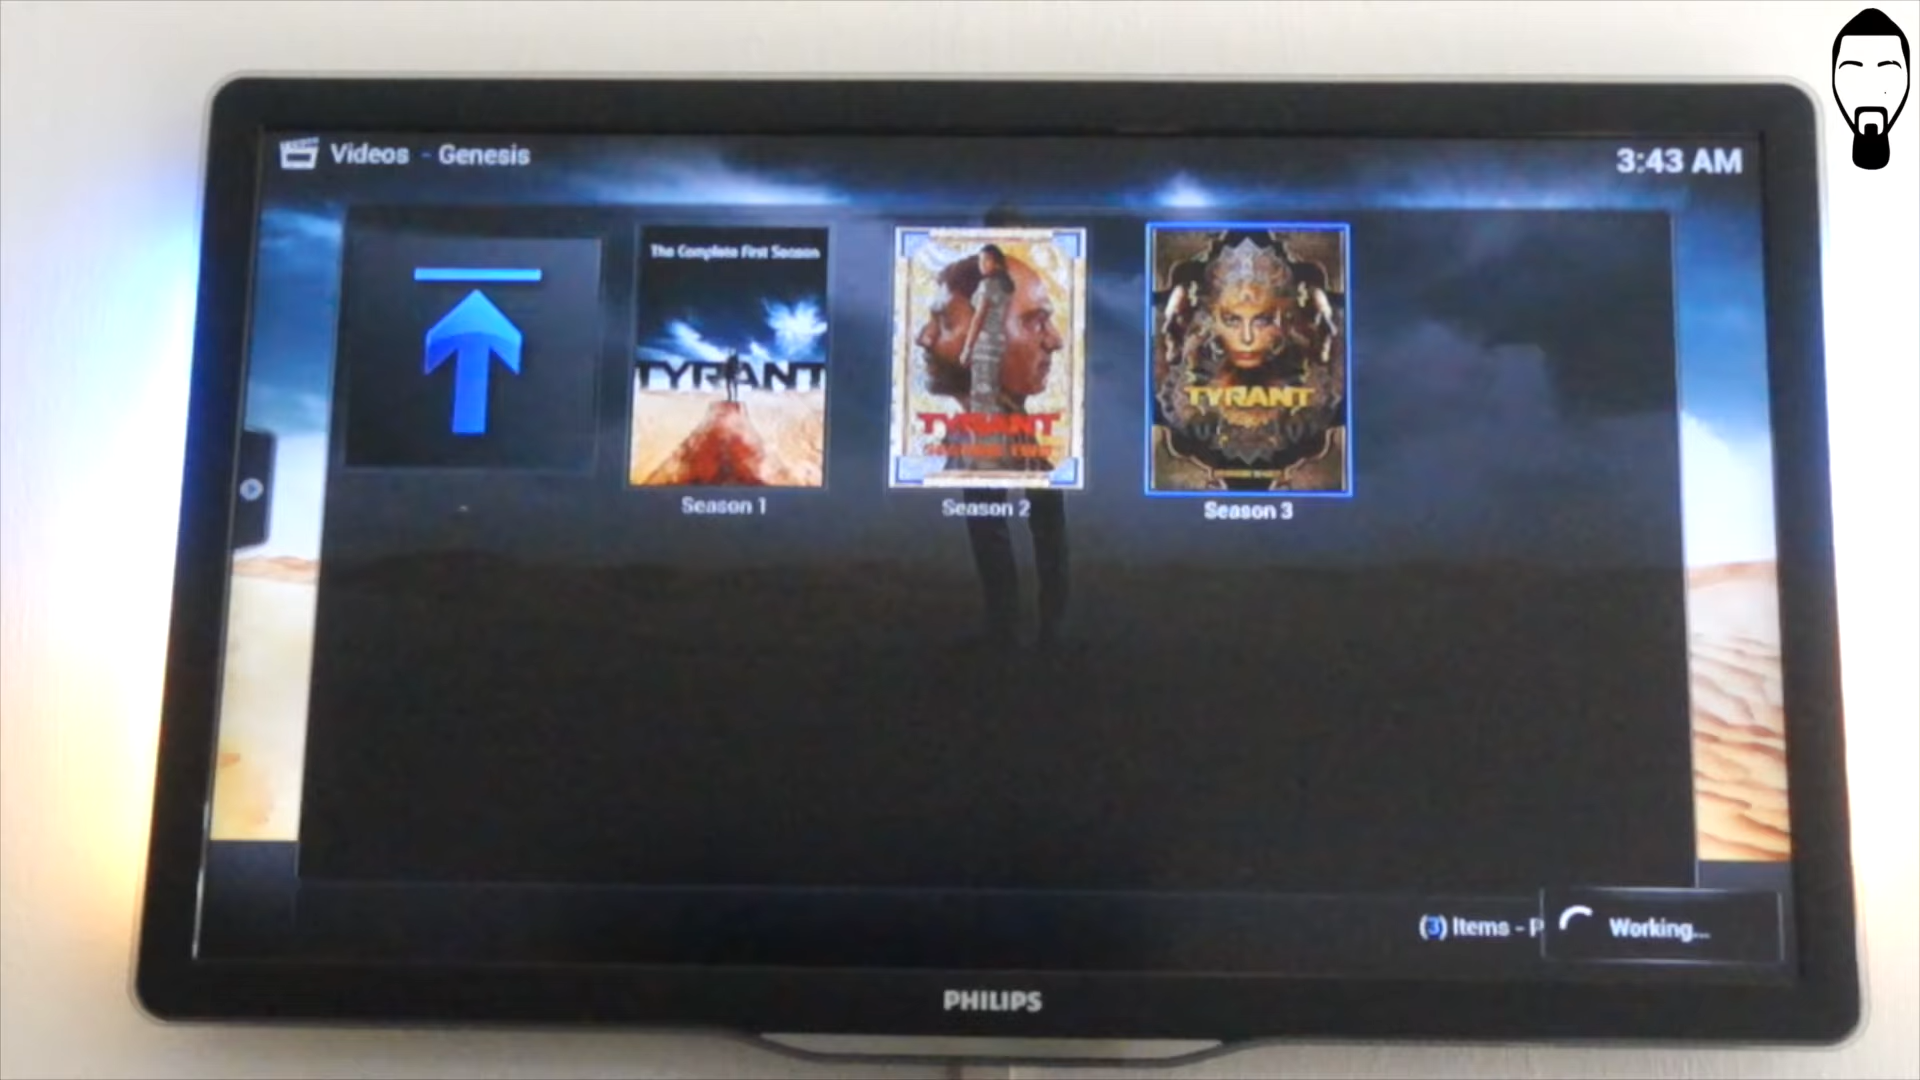 Videos - Genesis
3:43 AM
The Complete First Season
TYRANT
TYRANT
TYRANT
Season 1
Season 2
Season 3
(3) Items - P
Working...
PHILIPS